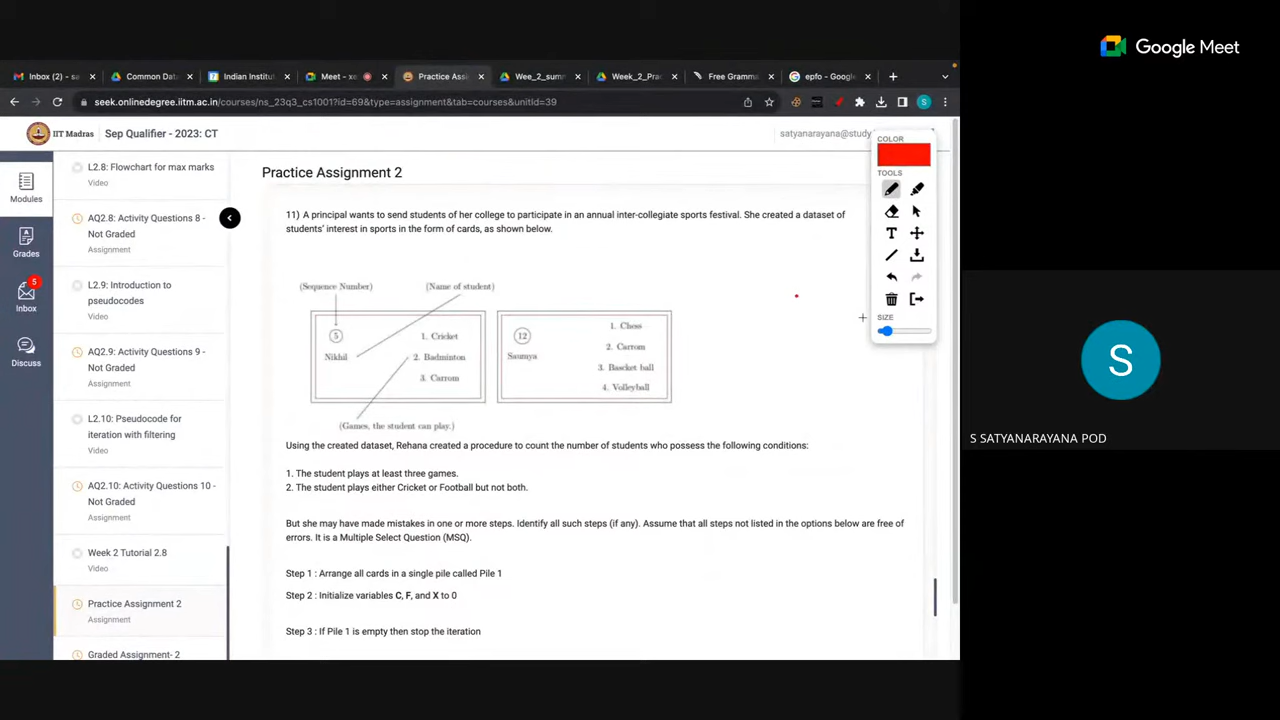 Google Meet
Inbox (2) - sa
Common Dat
Indian Institut
Meet - xe
Practice Assi
Wee_2_sum
Week_2_Prac
Free Gramma
epfo - Google
seek.onlinedegree.iitm.ac.in/courses/ns_23q3_cs1001?id=69&type=assignment&tab=courses&unitId=39
IIT Madras
Sep Qualifier - 2023: CT
satyanarayana@study
COLOR
TOOLS
SIZE
Modules
Grades
5
Inbox
Discuss
L2.8: Flowchart for max marks
Video
AQ2.8: Activity Questions 8 -
Not Graded
Assignment
L2.9: Introduction to
pseudocodes
Video
AQ2.9: Activity Questions 9 -
Not Graded
Assignment
L2.10: Pseudocode for
iteration with filtering
Video
AQ2.10: Activity Questions 10 -
Not Graded
Assignment
Week 2 Tutorial 2.8
Video
Practice Assignment 2
Assignment
Graded Assignment- 2
Practice Assignment 2
11) A principal wants to send students of her college to participate in an annual inter-collegiate sports festival. She created a dataset of
students' interest in sports in the form of cards, as shown below.
(Sequence Number)
(Name of student)
5
Nikhil
1. Cricket
2. Badminton
3. Carrom
12
Saumya
1. Chess
2. Carrom
3. Bascket ball
4. Volleyball
(Games, the student can play.)
Using the created dataset, Rehana created a procedure to count the number of students who possess the following conditions:
1. The student plays at least three games.
2. The student plays either Cricket or Football but not both.
But she may have made mistakes in one or more steps. Identify all such steps (if any). Assume that all steps not listed in the options below are free of
errors. It is a Multiple Select Question (MSQ).
Step 1 : Arrange all cards in a single pile called Pile 1
Step 2 : Initialize variables C, F, and X to 0
Step 3 : If Pile 1 is empty then stop the iteration
S
S SATYANARAYANA POD